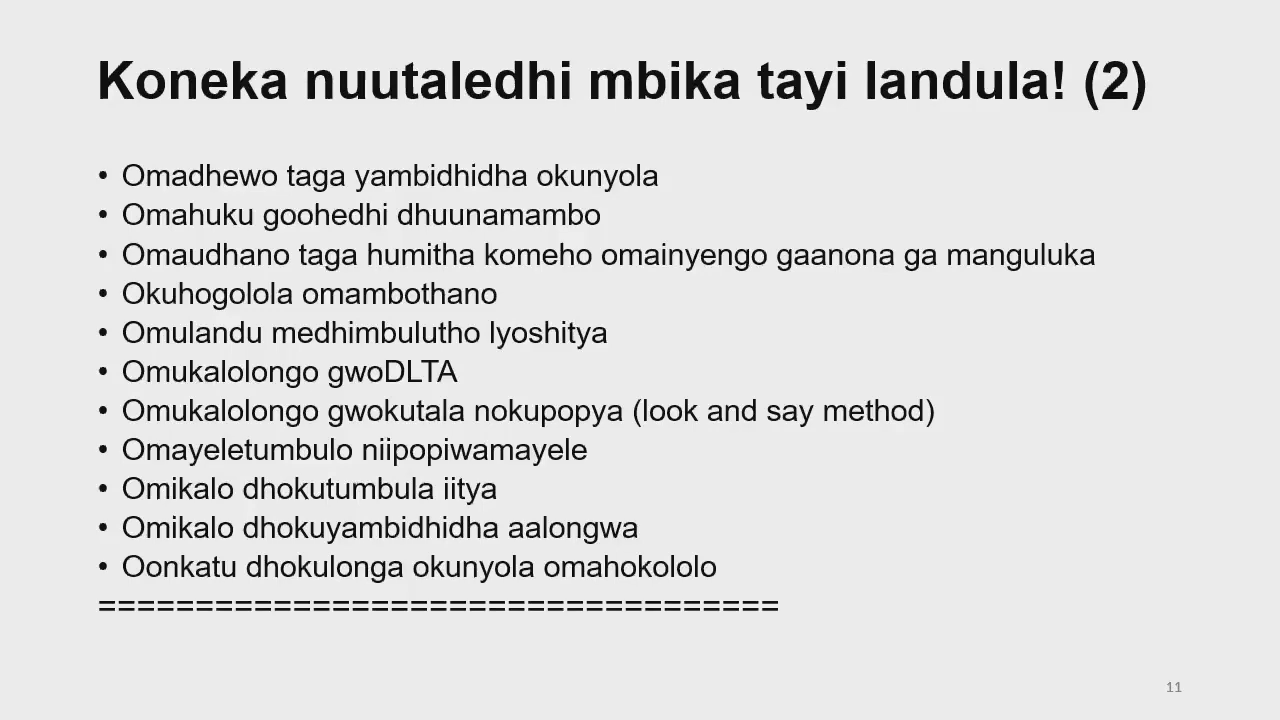 Koneka nuutaledhi mbika tayi landula! (2)
• Omadhewo taga yambidhidha okunyola
• Omahuku goohedhi dhuunamambo
• Omaudhano taga humitha komeho omainyengo gaanona ga manguluka
• Okuhogolola omambothano
• Omulandu medhimbulutho lyoshitya
• Omukalolongo gwoDLTA
• Omukalolongo gwokutala nokupopya (look and say method)
• Omayeletumbulo niipopiwamayele
• Omikalo dhokutumbula iitya
• Omikalo dhokuyambidhidha aalongwa
• Oonkatu dhokulonga okunyola omahokololo
===================================
11